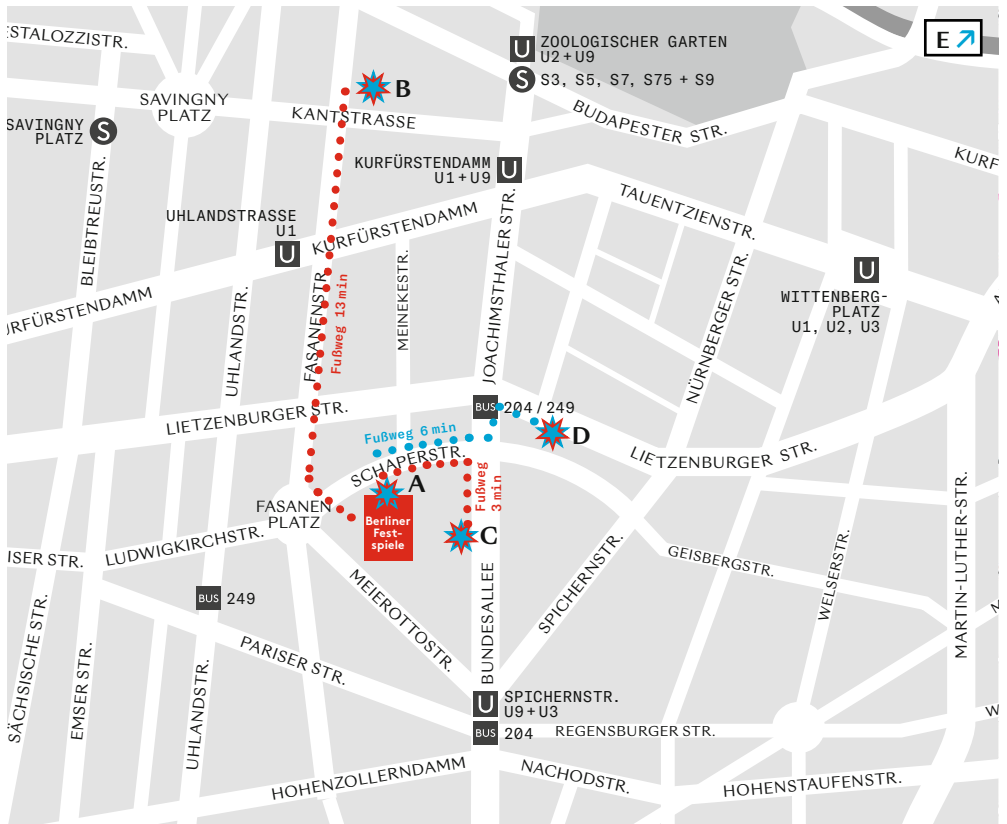 ESTALOZZISTR.
E
U ZOOLOGISCHER GARTEN
U2 + U9
S S3, S5, S7, S75 + S9
B
SAVINGNY
PLATZ
SAVINGNY
PLATZ
S
KANTSTRASSE
BUDAPESTER STR.
KURFÜRSTENDAMM
U1 + U9
U
KURF
TAUENTZIENSTR.
UHLANDSTRASSE
U1
U
KURFÜRSTENDAMM
BLEIBTREUSTR.
JOACHIMSTHALER STR.
U
WITTENBERG-
PLATZ
U1, U2, U3
URFÜRSTENDAMM
UHLANDSTR.
FASANENSTR.
Fußweg 13 min
MEINEKESTR.
NÜRNBERGER STR.
LIETZENBURGER STR.
BUS 204 / 249
Fußweg 6 min
D
LIETZENBURGER STR.
SCHAPERSTR.
A
Fußweg
3 min
FASANEN
PLATZ
Berliner
Fest-
spiele
C
ISER STR.
LUDWIGKIRCHSTR.
GEISBERGSTR.
WELSERSTR.
MARTIN-LUTHER-STR.
BUS 249
MEIEROTTOSTR.
BUNDESALLEE
SPICHERNSTR.
SÄCHSISCHE STR.
EMSER STR.
UHLANDSTR.
PARISER STR.
U SPICHERNSTR.
U9 + U3
BUS 204
REGENSBURGER STR.
W
HOHENZOLLERNDAMM
NACHODSTR.
HOHENSTAUFENSTR.